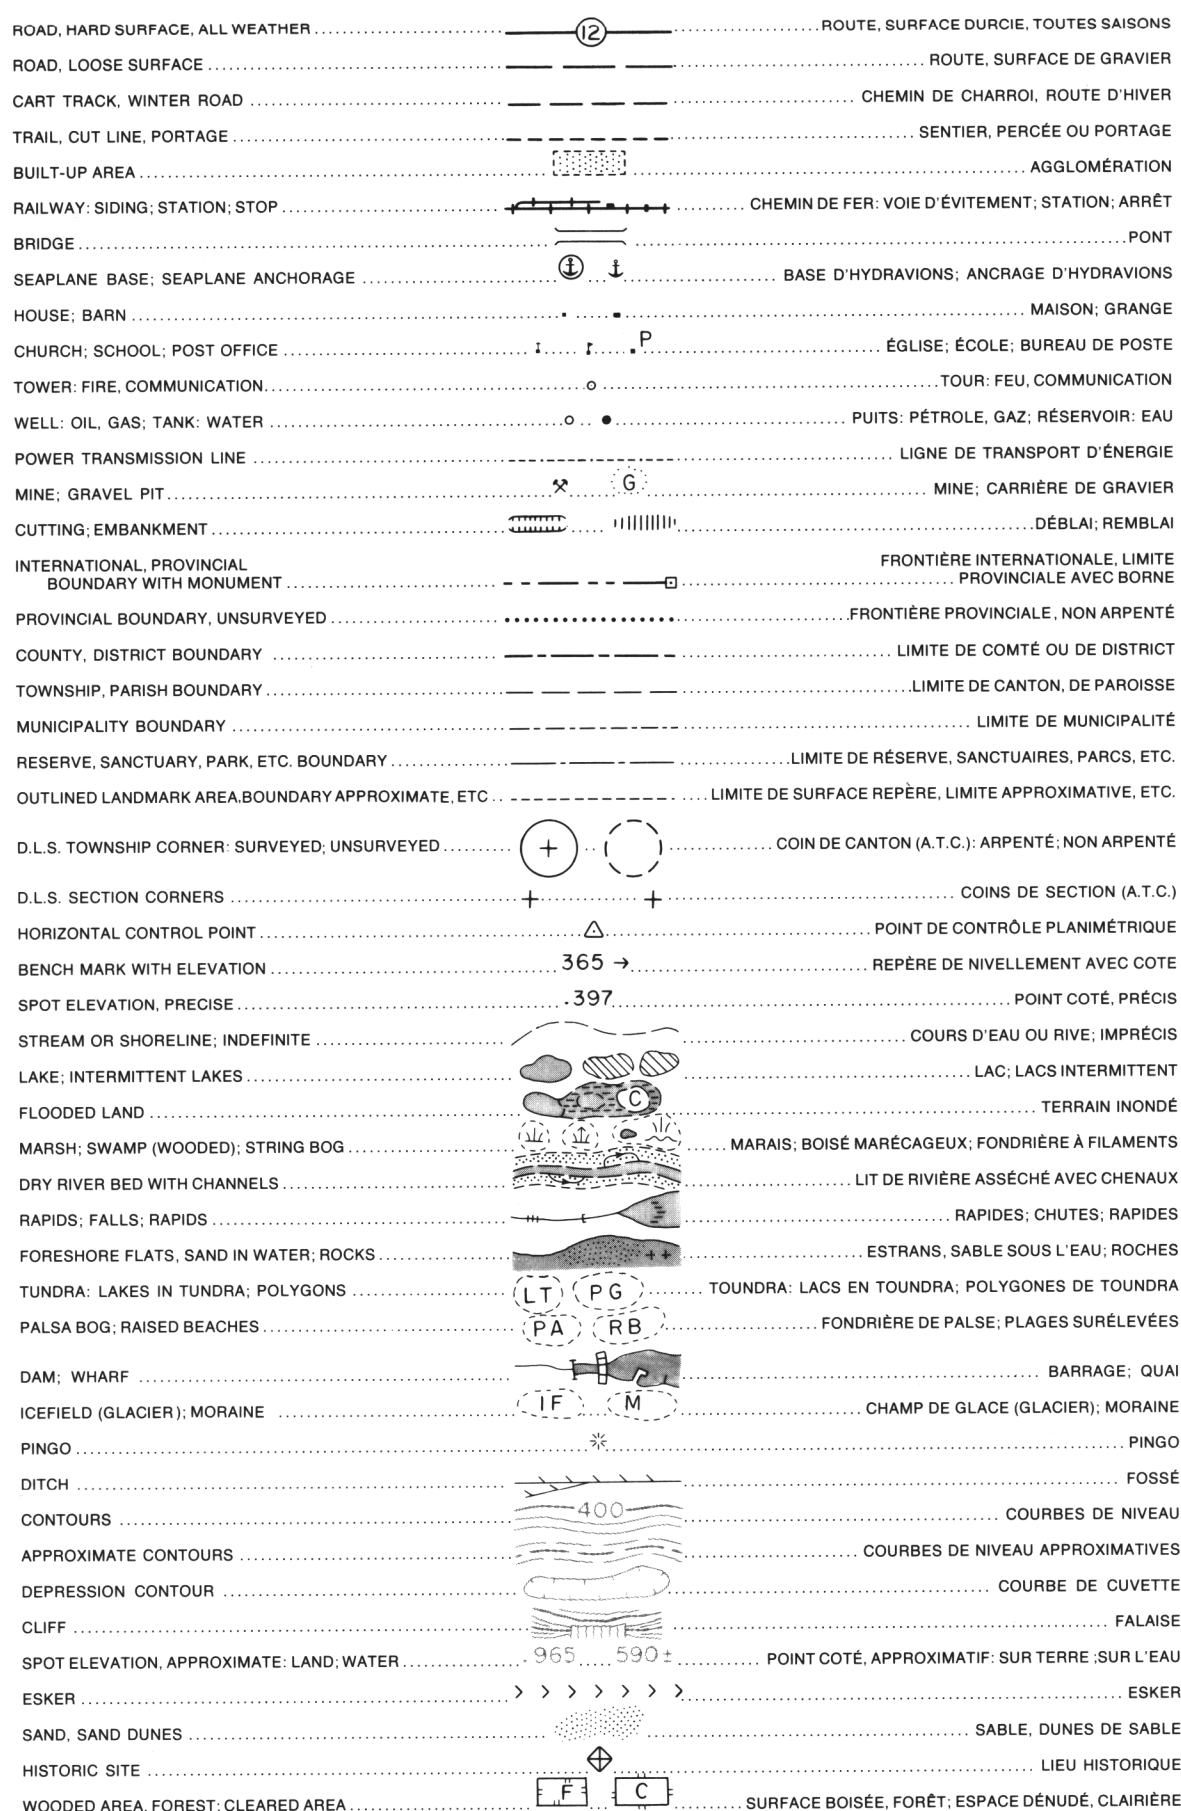 ROAD, HARD SURFACE, ALL WEATHER 12 ROUTE, SURFACE DURCIE, TOUTES SAISONS
ROAD, LOOSE SURFACE ROUTE, SURFACE DE GRAVIER
CART TRACK, WINTER ROAD CHEMIN DE CHARROI, ROUTE D'HIVER
TRAIL, CUT LINE, PORTAGE SENTIER, PERCÉE OU PORTAGE
BUILT-UP AREA AGGLOMÉRATION
RAILWAY: SIDING; STATION; STOP CHEMIN DE FER: VOIE D'ÉVITEMENT; STATION; ARRÊT
BRIDGE PONT
SEAPLANE BASE; SEAPLANE ANCHORAGE BASE D'HYDRAVIONS; ANCRAGE D'HYDRAVIONS
HOUSE; BARN MAISON; GRANGE
CHURCH; SCHOOL; POST OFFICE P ÉGLISE; ÉCOLE; BUREAU DE POSTE
TOWER: FIRE, COMMUNICATION TOUR: FEU, COMMUNICATION
WELL: OIL, GAS; TANK: WATER PUITS: PÉTROLE, GAZ; RÉSERVOIR: EAU
POWER TRANSMISSION LINE LIGNE DE TRANSPORT D'ÉNERGIE
MINE; GRAVEL PIT G MINE; CARRIÈRE DE GRAVIER
CUTTING; EMBANKMENT DÉBLAI; REMBLAI
INTERNATIONAL, PROVINCIAL FRONTIÈRE INTERNATIONALE, LIMITE
BOUNDARY WITH MONUMENT PROVINCIALE AVEC BORNE
PROVINCIAL BOUNDARY, UNSURVEYED FRONTIÈRE PROVINCIALE, NON ARPENTÉ
COUNTY, DISTRICT BOUNDARY LIMITE DE COMTÉ OU DE DISTRICT
TOWNSHIP, PARISH BOUNDARY LIMITE DE CANTON, DE PAROISSE
MUNICIPALITY BOUNDARY LIMITE DE MUNICIPALITÉ
RESERVE, SANCTUARY, PARK, ETC. BOUNDARY LIMITE DE RÉSERVE, SANCTUAIRES, PARCS, ETC.
OUTLINED LANDMARK AREA, BOUNDARY APPROXIMATE, ETC LIMITE DE SURFACE REPÈRE, LIMITE APPROXIMATIVE, ETC.
D.L.S. TOWNSHIP CORNER: SURVEYED; UNSURVEYED COIN DE CANTON (A.T.C.): ARPENTÉ; NON ARPENTÉ
D.L.S. SECTION CORNERS COINS DE SECTION (A.T.C.)
HORIZONTAL CONTROL POINT POINT DE CONTRÔLE PLANIMÉTRIQUE
BENCH MARK WITH ELEVATION 365 → REPÈRE DE NIVELLEMENT AVEC COTE
SPOT ELEVATION, PRECISE .397 POINT COTÉ, PRÉCIS
STREAM OR SHORELINE; INDEFINITE COURS D'EAU OU RIVE; IMPRÉCIS
LAKE; INTERMITTENT LAKES LAC; LACS INTERMITTENT
FLOODED LAND C TERRAIN INONDÉ
MARSH; SWAMP (WOODED); STRING BOG MARAIS; BOISÉ MARÉCAGEUX; FONDRIÈRE À FILAMENTS
DRY RIVER BED WITH CHANNELS LIT DE RIVIÈRE ASSÉCHÉ AVEC CHENAUX
RAPIDS; FALLS; RAPIDS RAPIDES; CHUTES; RAPIDES
FORESHORE FLATS, SAND IN WATER; ROCKS ESTRANS, SABLE SOUS L'EAU; ROCHES
TUNDRA: LAKES IN TUNDRA; POLYGONS LT PG TOUNDRA: LACS EN TOUNDRA; POLYGONES DE TOUNDRA
PALSA BOG; RAISED BEACHES PA RB FONDRIÈRE DE PALSE; PLAGES SURÉLEVÉES
DAM; WHARF BARRAGE; QUAI
ICEFIELD (GLACIER); MORAINE IF M CHAMP DE GLACE (GLACIER); MORAINE
PINGO PINGO
DITCH FOSSÉ
CONTOURS 400 COURBES DE NIVEAU
APPROXIMATE CONTOURS COURBES DE NIVEAU APPROXIMATIVES
DEPRESSION CONTOUR COURBE DE CUVETTE
CLIFF FALAISE
SPOT ELEVATION, APPROXIMATE: LAND; WATER .965 590± POINT COTÉ, APPROXIMATIF: SUR TERRE ;SUR L'EAU
ESKER ESKER
SAND, SAND DUNES SABLE, DUNES DE SABLE
HISTORIC SITE LIEU HISTORIQUE
WOODED AREA, FOREST; CLEARED AREA F C SURFACE BOISÉE, FORÊT; ESPACE DÉNUDÉ, CLAIRIÈRE